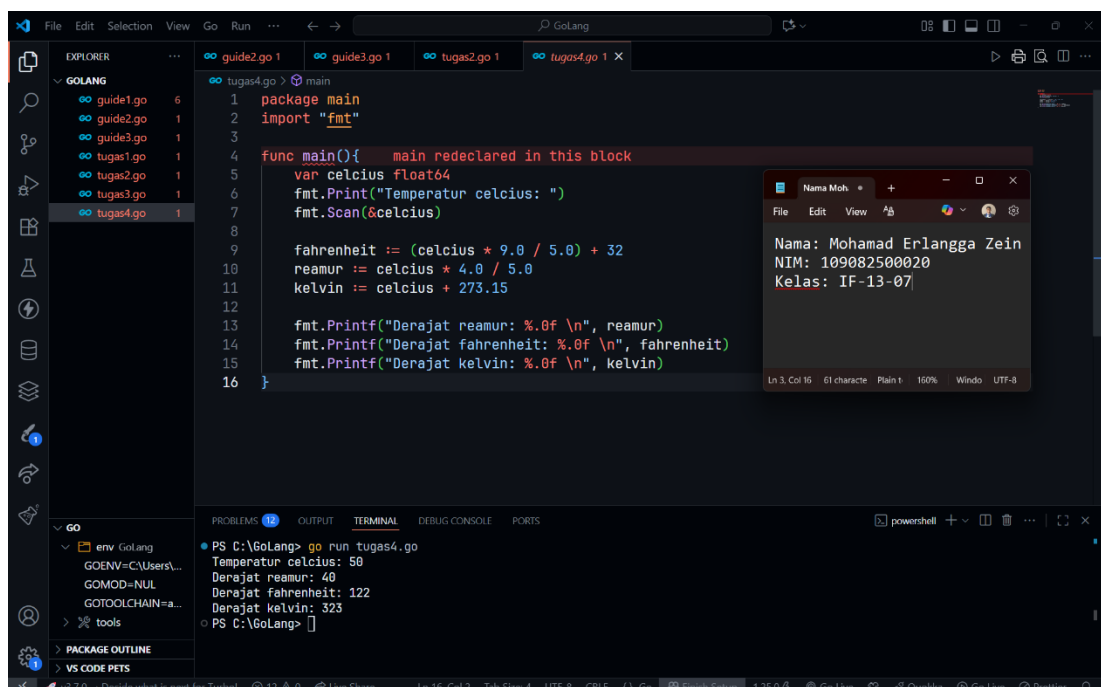 File Edit Selection View Go Run ... GoLang
EXPLORER ...
GOLANG
guide1.go 6
guide2.go 1
guide3.go 1
tugas1.go 1
tugas2.go 1
tugas3.go 1
tugas4.go 1
guide2.go 1 guide3.go 1 tugas2.go 1 tugas4.go 1
tugas4.go > main
1 package main
2 import "fmt"
3
4 func main(){ main redeclared in this block
5 var celcius float64
6 fmt.Print("Temperatur celcius: ")
7 fmt.Scan(&celcius)
8
9 fahrenheit := (celcius * 9.0 / 5.0) + 32
10 reamur := celcius * 4.0 / 5.0
11 kelvin := celcius + 273.15
12
13 fmt.Printf("Derajat reamur: %.0f \n", reamur)
14 fmt.Printf("Derajat fahrenheit: %.0f \n", fahrenheit)
15 fmt.Printf("Derajat kelvin: %.0f \n", kelvin)
16 }
Nama Moh
File Edit View
Nama: Mohamad Erlangga Zein
NIM: 109082500020
Kelas: IF-13-07
Ln 3, Col 16 61 characte Plain t 160% Windo UTF-8
GO
env GoLang
GOENV=C:\Users\...
GOMOD=NUL
GOTOOLCHAIN=a...
tools
PACKAGE OUTLINE
VS CODE PETS
PROBLEMS 12 OUTPUT TERMINAL DEBUG CONSOLE PORTS
powershell
PS C:\GoLang> go run tugas4.go
Temperatur celcius: 50
Derajat reamur: 40
Derajat fahrenheit: 122
Derajat kelvin: 323
PS C:\GoLang>
1
1